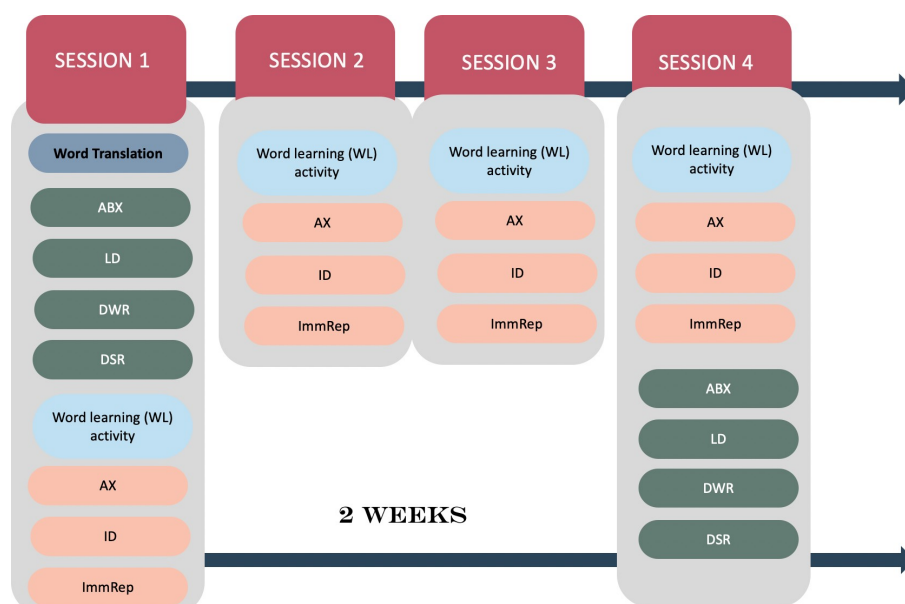 SESSION 1
Word Translation
ABX
LD
DWR
DSR
Word learning (WL)
activity
AX
ID
ImmRep
SESSION 2
Word learning (WL)
activity
AX
ID
ImmRep
SESSION 3
Word learning (WL)
activity
AX
ID
ImmRep
SESSION 4
Word learning (WL)
activity
AX
ID
ImmRep
ABX
LD
DWR
DSR
2 WEEKS